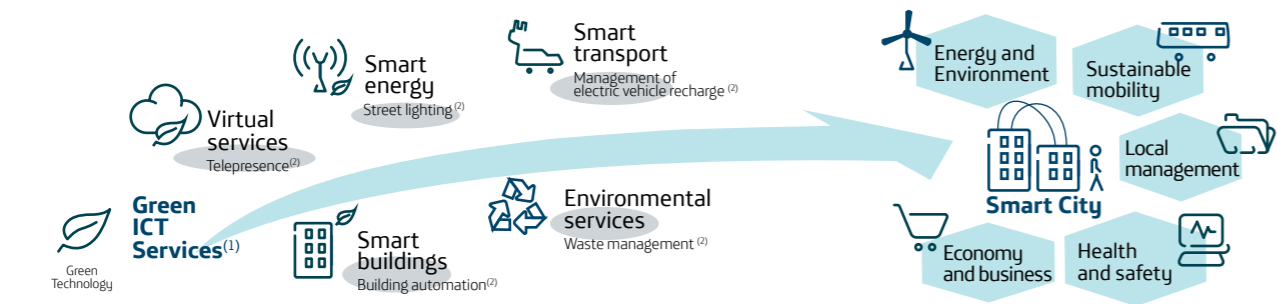 Green
Technology
Green
ICT
Services(1)
Virtual
services
Telepresence(2)
Smart
energy
Street lighting (2)
Smart
transport
Management of
electric vehicle recharge (2)
Smart
buildings
Building automation(2)
Environmental
services
Waste management (2)
Energy and
Environment
Sustainable
mobility
Local
management
Smart City
Economy
and business
Health
and safety